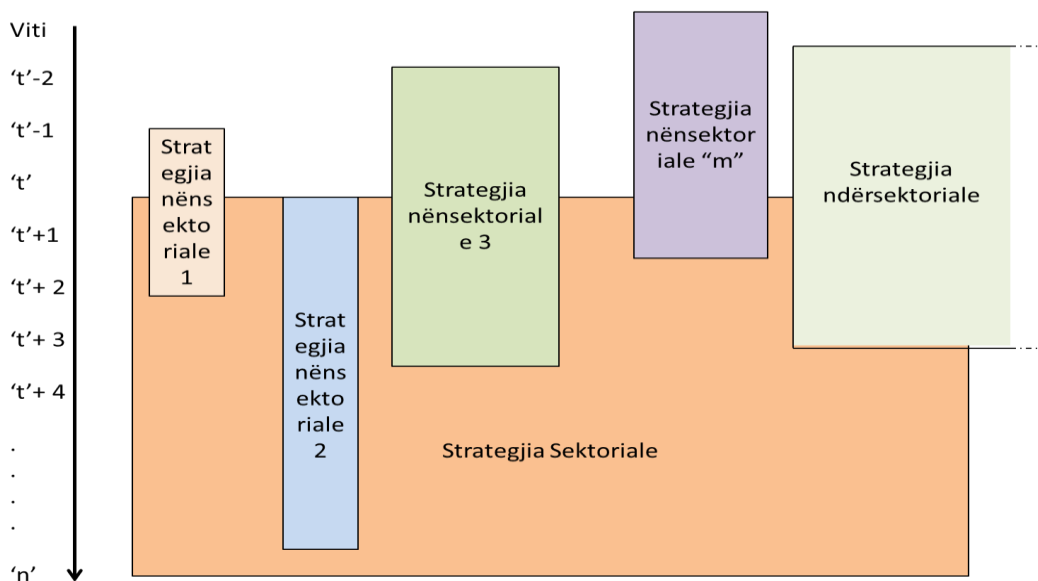 Viti
‘t’-2
‘t’-1
‘t’
‘t’+1
‘t’+ 2
‘t’+ 3
‘t’+ 4
.
.
.
.
‘n’
Strat
egjia
nëns
ekto
riale
1
Strat
egjia
nëns
ekto
riale
2
Strategjia
nënsektorial
e 3
Strategjia
nënsektor
iale “m”
Strategjia
ndërsektoriale
Strategjia Sektoriale